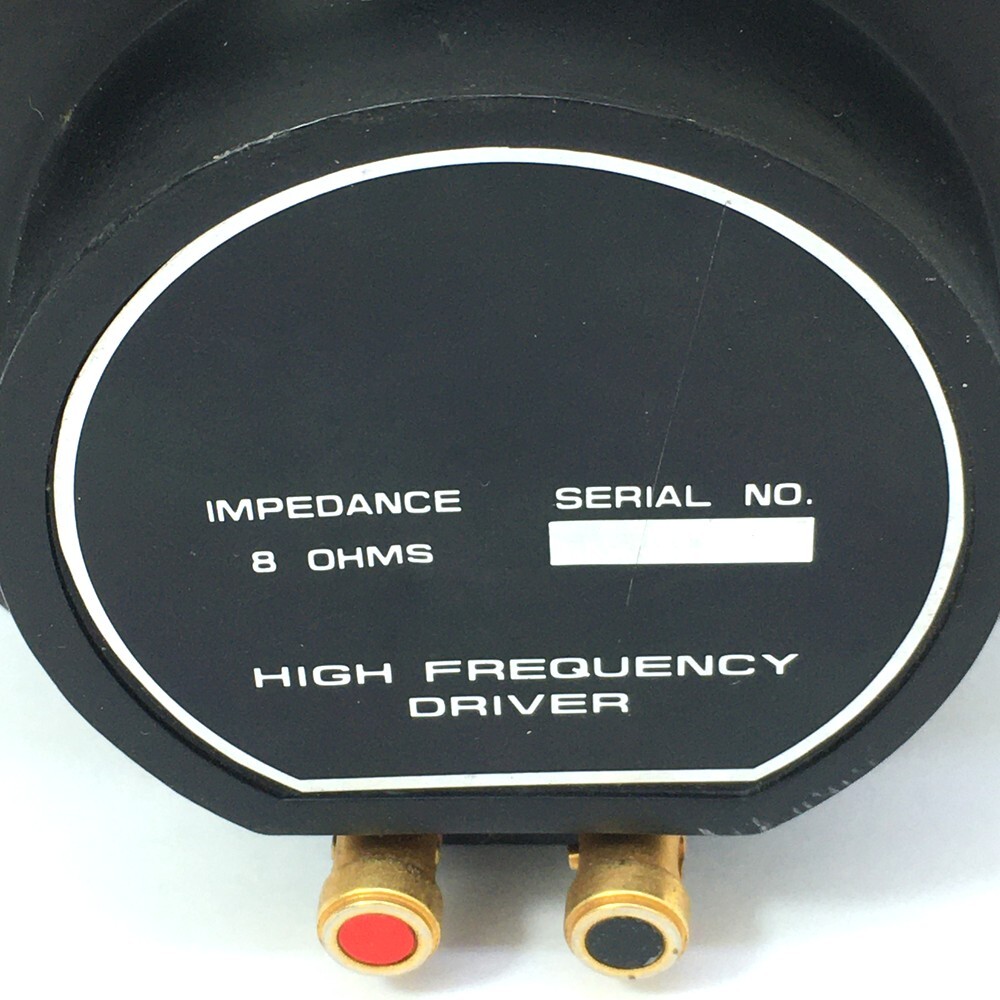 IMPEDANCE
8 OHMS
SERIAL NO.
HIGH FREQUENCY
DRIVER